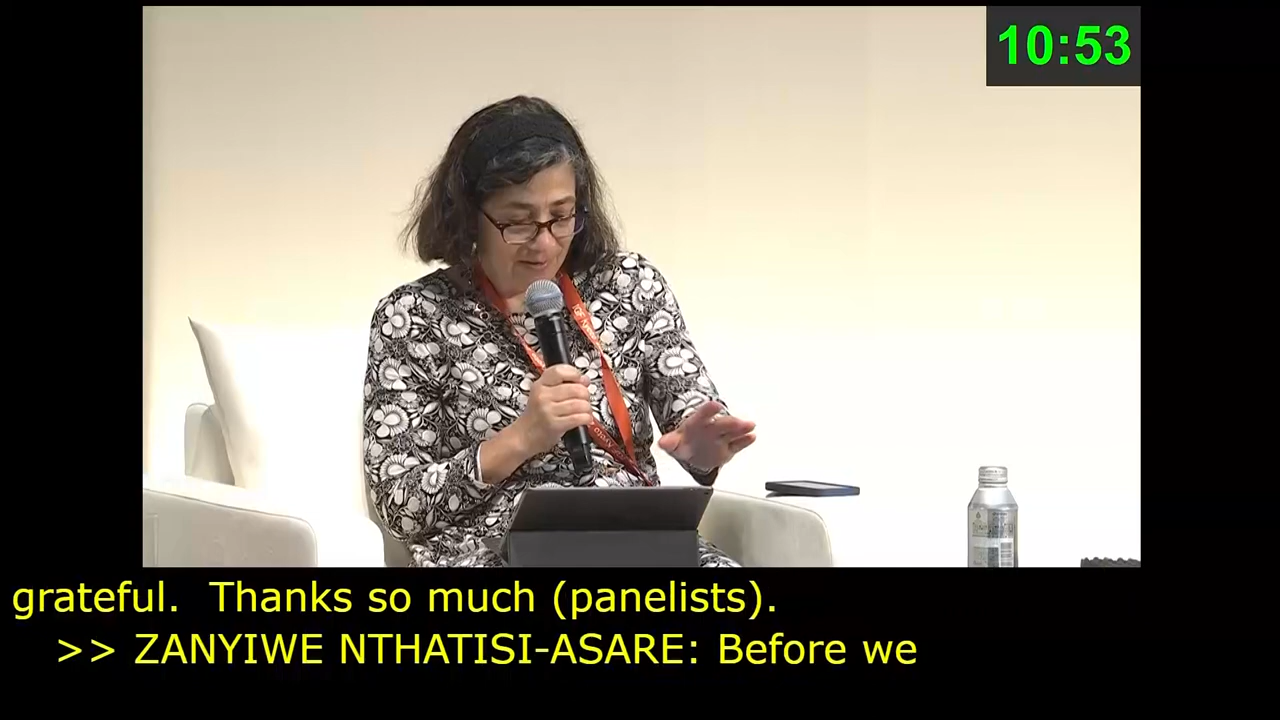 10:53
grateful.  Thanks so much (panelists).
>> ZANYIWE NTHATISI-ASARE: Before we